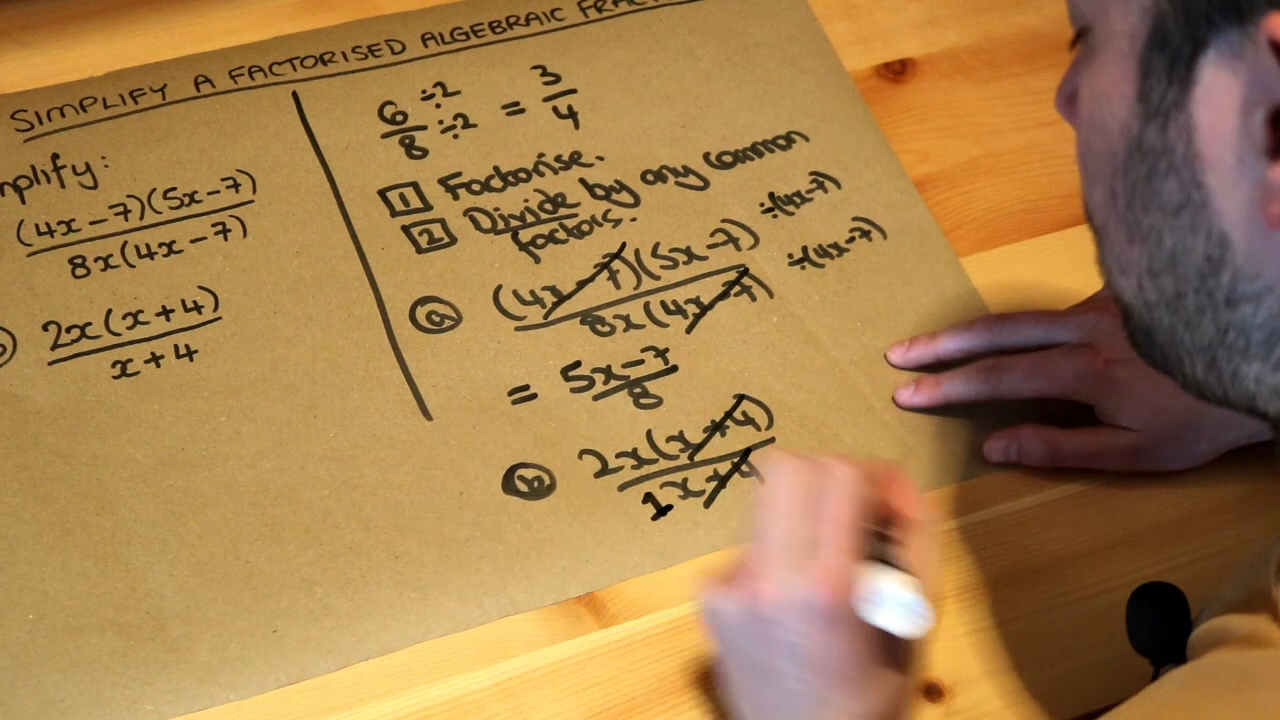 SIMPLIFY A FACTORISED ALGEBRAIC
mplify:
(4x-7)(5x-7)
8x(4x-7)
2x(x+4)
x+4
6 ÷2 = 3
8 ÷2 4
1 Factorise.
2 Divide by any common
factors.
a (4x-7)(5x-7) ÷(4x-7)
8x(4x-7) ÷(4x-7)
= 5x-7
8
b 2x(x+4)
1x+4